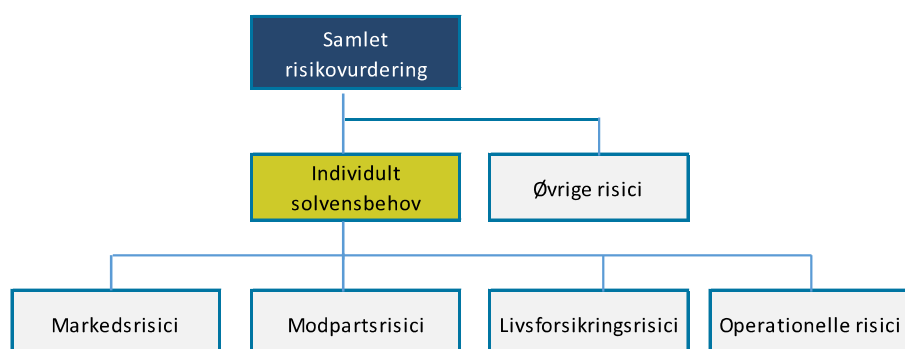 Samlet
risikovurdering
Individult
solvensbehov
Øvrige risici
Markedsrisici
Modpartsrisici
Livsforsikringsrisici
Operationelle risici